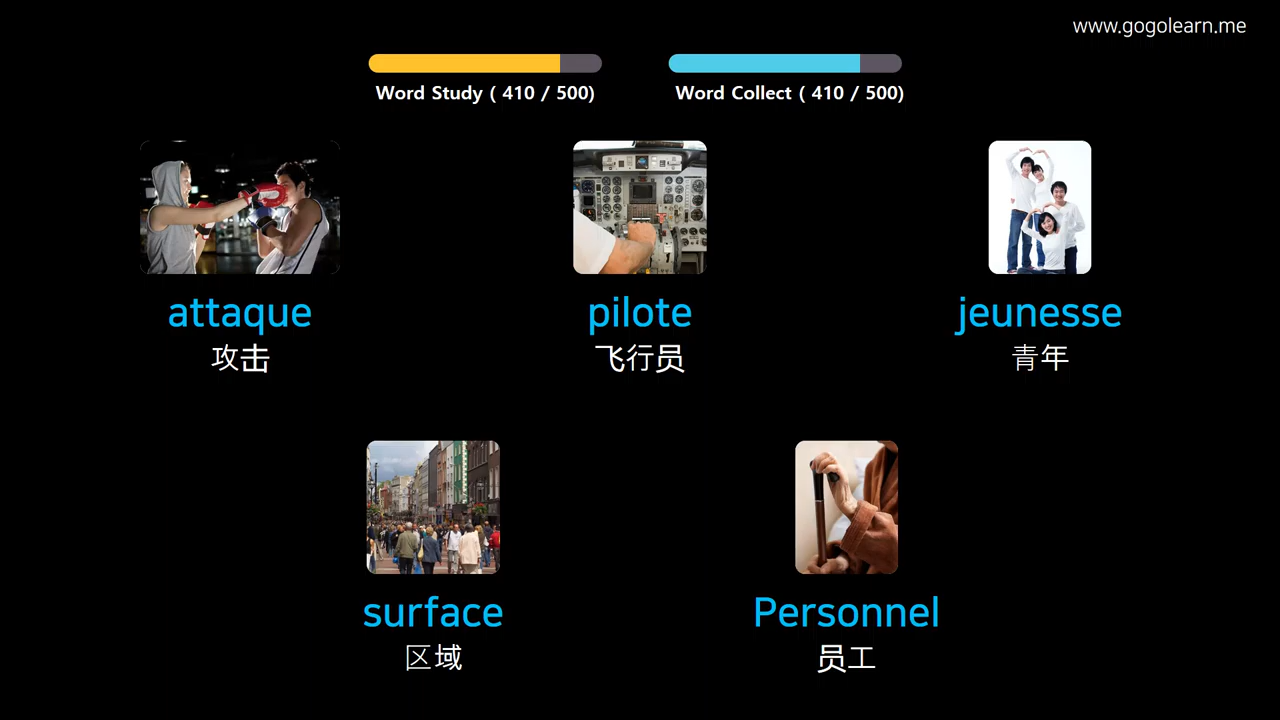 www.gogolearn.me
Word Study ( 410 / 500)
Word Collect ( 410 / 500)
attaque
攻击
pilote
飞行员
jeunesse
青年
surface
区域
Personnel
员工